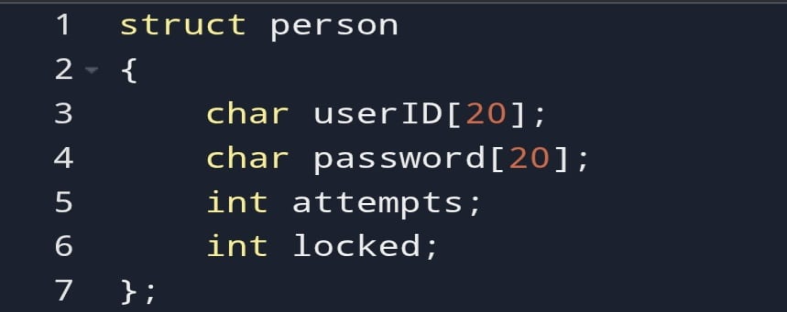 1 struct person
2 {
3     char userID[20];
4     char password[20];
5     int attempts;
6     int locked;
7 };